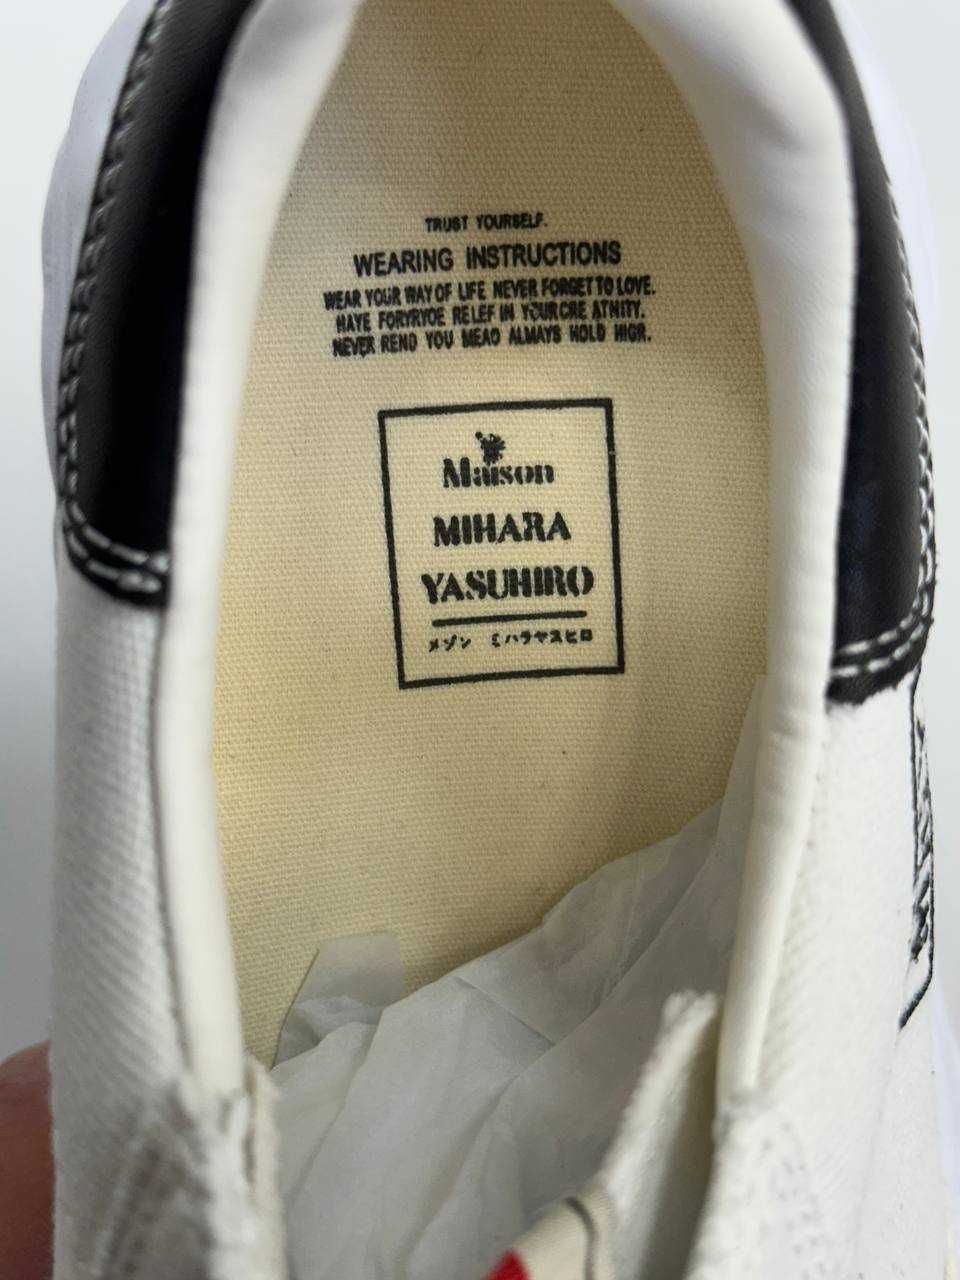 TRUST YOURSELF.
WEARING INSTRUCTIONS
WEAR YOUR WAY OF LIFE NEVER FORGET TO LOVE.
HAYE FORYRYOE RELEF IN YOURCRE ATNITY.
NEVER REND YOU MEAO ALWAYS HOLD HIGR.
Maison
MIHARA
YASUHIRO
メゾン ミハラヤスヒロ